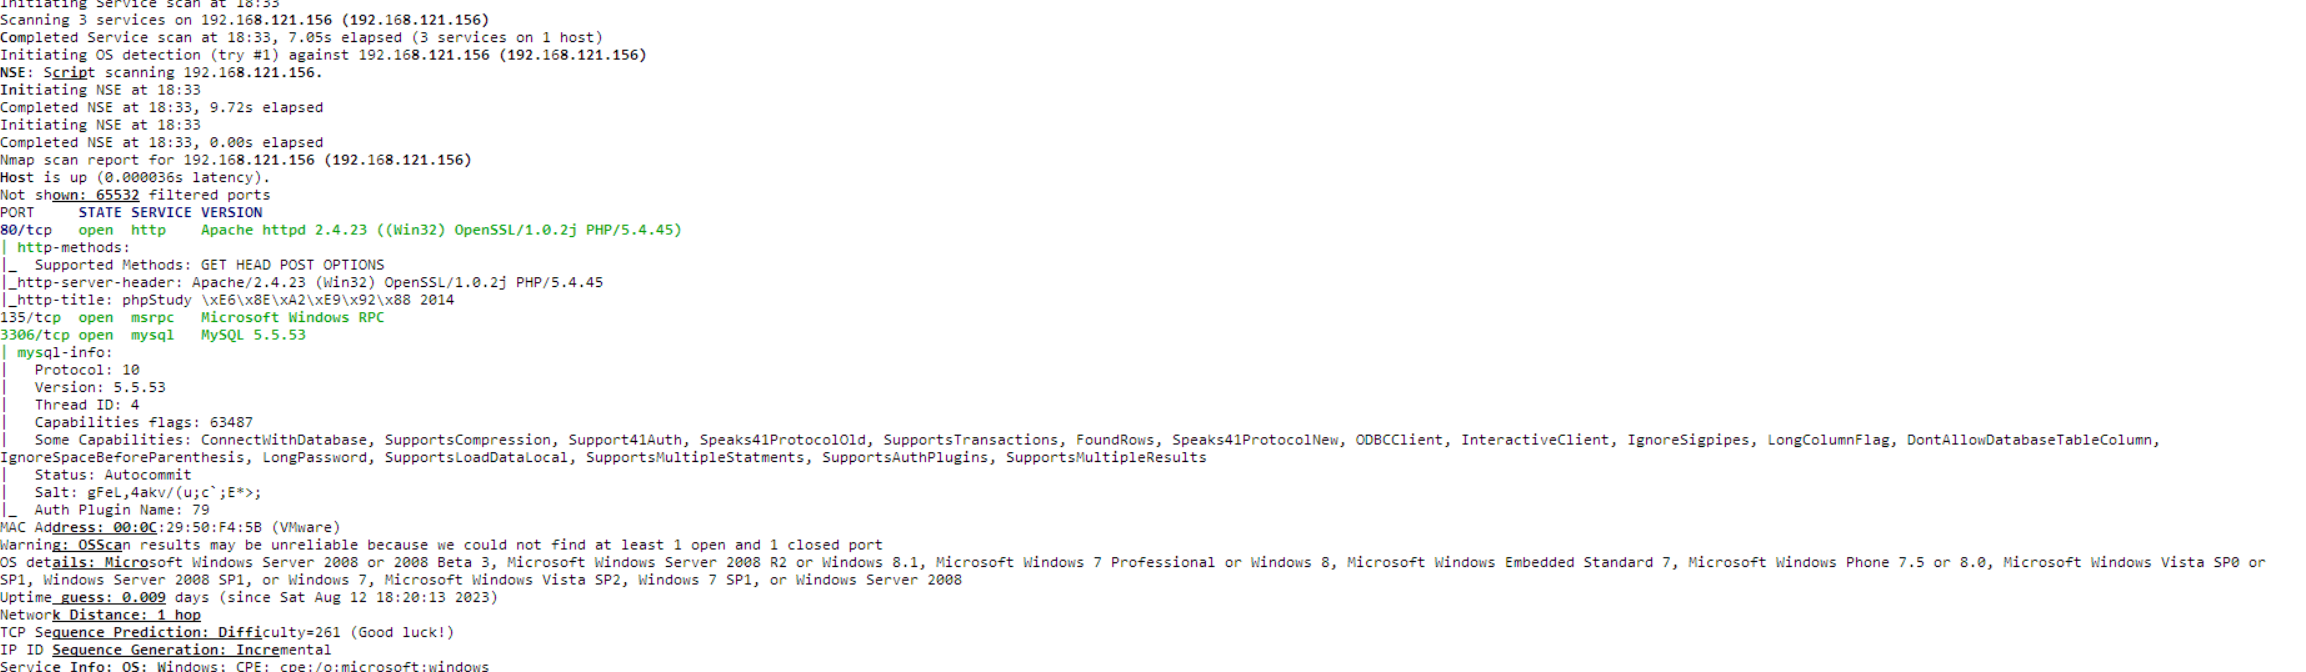 Initiating Service scan at 18:33
Scanning 3 services on 192.168.121.156 (192.168.121.156)
Completed Service scan at 18:33, 7.05s elapsed (3 services on 1 host)
Initiating OS detection (try #1) against 192.168.121.156 (192.168.121.156)
NSE: Script scanning 192.168.121.156.
Initiating NSE at 18:33
Completed NSE at 18:33, 9.72s elapsed
Initiating NSE at 18:33
Completed NSE at 18:33, 0.00s elapsed
Nmap scan report for 192.168.121.156 (192.168.121.156)
Host is up (0.000036s latency).
Not shown: 65532 filtered ports
PORT     STATE SERVICE VERSION
80/tcp   open  http    Apache httpd 2.4.23 ((Win32) OpenSSL/1.0.2j PHP/5.4.45)
| http-methods:
|_  Supported Methods: GET HEAD POST OPTIONS
|_http-server-header: Apache/2.4.23 (Win32) OpenSSL/1.0.2j PHP/5.4.45
|_http-title: phpStudy \xE6\x8E\xA2\xE9\x92\x88 2014
135/tcp  open  msrpc   Microsoft Windows RPC
3306/tcp open  mysql   MySQL 5.5.53
| mysql-info:
|   Protocol: 10
|   Version: 5.5.53
|   Thread ID: 4
|   Capabilities flags: 63487
|   Some Capabilities: ConnectWithDatabase, SupportsCompression, Support41Auth, Speaks41ProtocolOld, SupportsTransactions, FoundRows, Speaks41ProtocolNew, ODBCClient, InteractiveClient, IgnoreSigpipes, LongColumnFlag, DontAllowDatabaseTableColumn,
IgnoreSpaceBeforeParenthesis, LongPassword, SupportsLoadDataLocal, SupportsMultipleStatments, SupportsAuthPlugins, SupportsMultipleResults
|   Status: Autocommit
|   Salt: gFeL,4akv/(u;c`;E*>;
|_  Auth Plugin Name: 79
MAC Address: 00:0C:29:50:F4:5B (VMware)
Warning: OSScan results may be unreliable because we could not find at least 1 open and 1 closed port
OS details: Microsoft Windows Server 2008 or 2008 Beta 3, Microsoft Windows Server 2008 R2 or Windows 8.1, Microsoft Windows 7 Professional or Windows 8, Microsoft Windows Embedded Standard 7, Microsoft Windows Phone 7.5 or 8.0, Microsoft Windows Vista SP0 or
SP1, Windows Server 2008 SP1, or Windows 7, Microsoft Windows Vista SP2, Windows 7 SP1, or Windows Server 2008
Uptime guess: 0.009 days (since Sat Aug 12 18:20:13 2023)
Network Distance: 1 hop
TCP Sequence Prediction: Difficulty=261 (Good luck!)
IP ID Sequence Generation: Incremental
Service Info: OS: Windows; CPE: cpe:/o:microsoft:windows